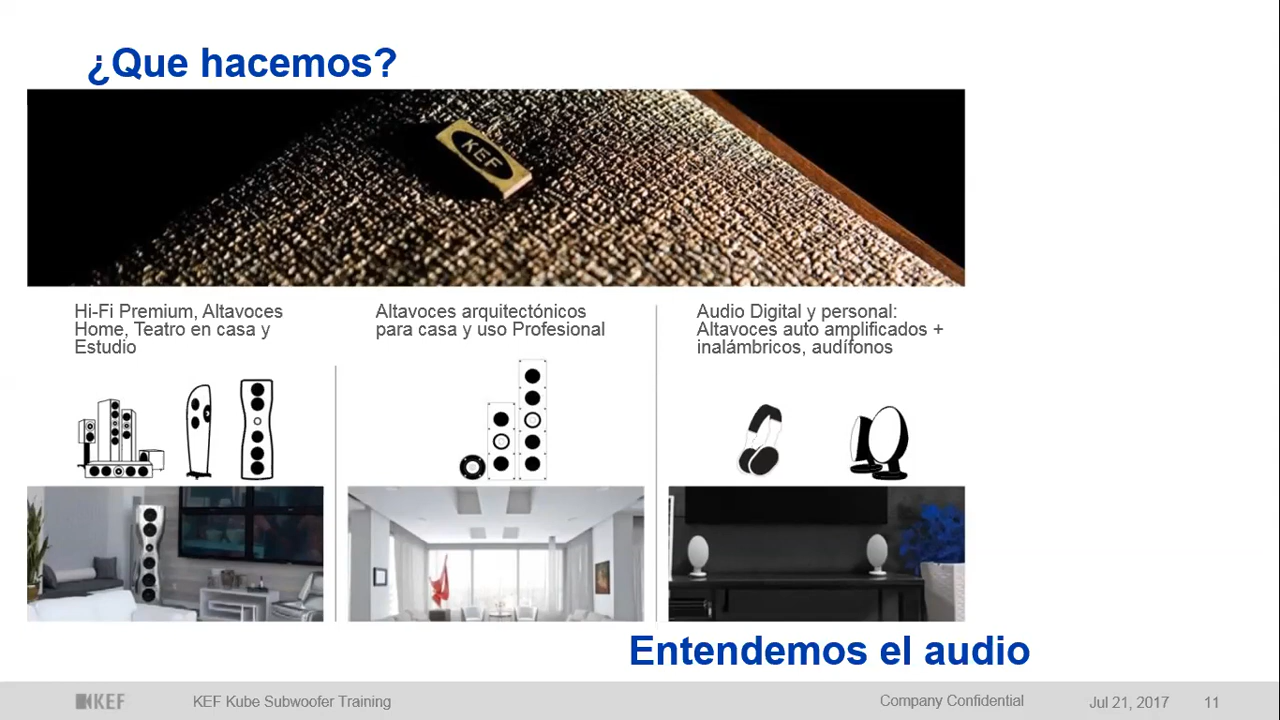 ¿Que hacemos?
KEF
Hi-Fi Premium, Altavoces
Home, Teatro en casa y
Estudio
Altavoces arquitectónicos
para casa y uso Profesional
Audio Digital y personal:
Altavoces auto amplificados +
inalámbricos, audífonos
Entendemos el audio
KEF
KEF Kube Subwoofer Training
Company Confidential
Jul 21, 2017
11